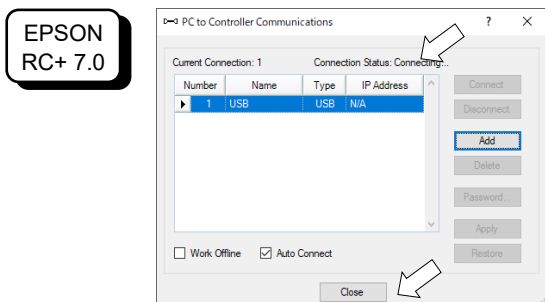 EPSON
RC+ 7.0
PC to Controller Communications
Current Connection: 1 Connection Status: Connecting...
Number Name Type IP Address
1 USB USB N/A
Connect
Disconnect
Add
Delete
Password...
Apply
Restore
Work Offline Auto Connect
Close